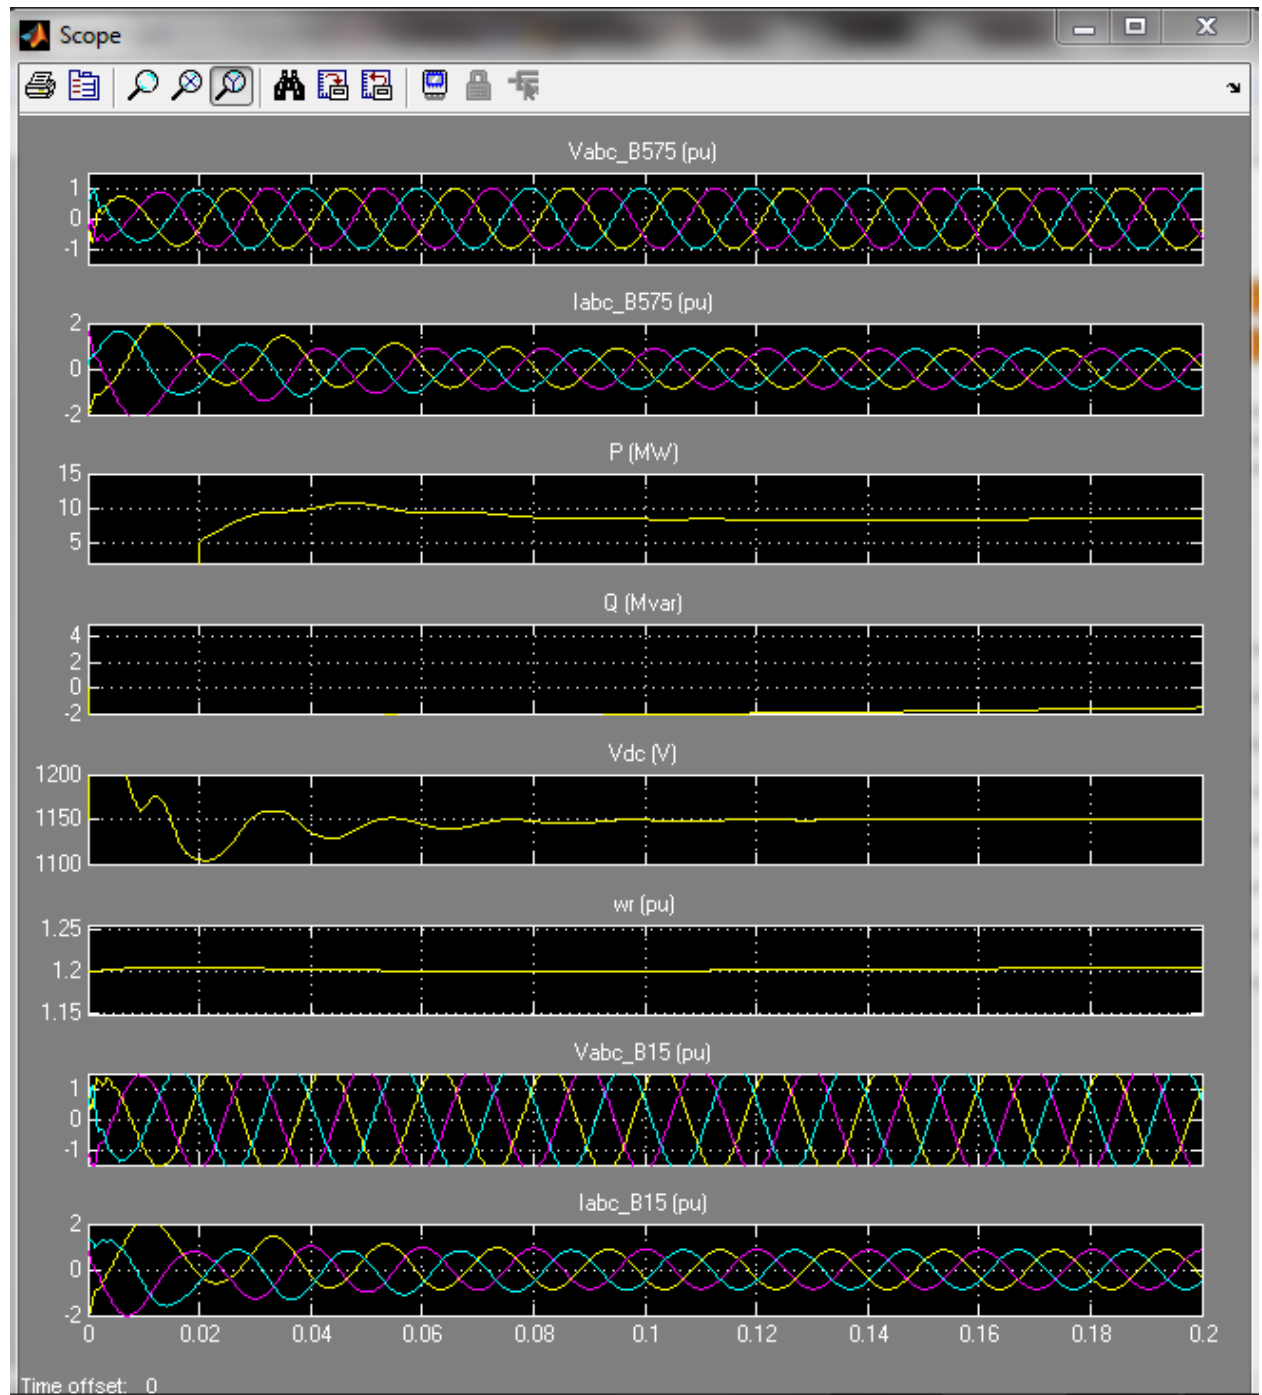 Scope
Vabc_B575 (pu)
1
0
-1
Iabc_B575 (pu)
2
0
-2
P (MW)
15
10
5
Q (Mvar)
4
2
0
-2
Vdc (V)
1200
1150
1100
wr (pu)
1.25
1.2
1.15
Vabc_B15 (pu)
1
0
-1
Iabc_B15 (pu)
2
0
-2
0 0.02 0.04 0.06 0.08 0.1 0.12 0.14 0.16 0.18 0.2
Time offset: 0